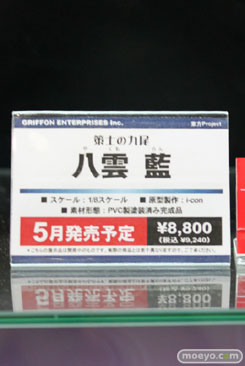 GRIFFON ENTERPRISES Inc. 東方Project
策士の九尾
や くも らん
八雲 藍
■ スケール：1/8スケール ■ 原型製作：i-con
■ 素材形態：PVC製塗装済み完成品
5月発売予定 ¥8,800
(税込 ¥9,240)
moeyo.com